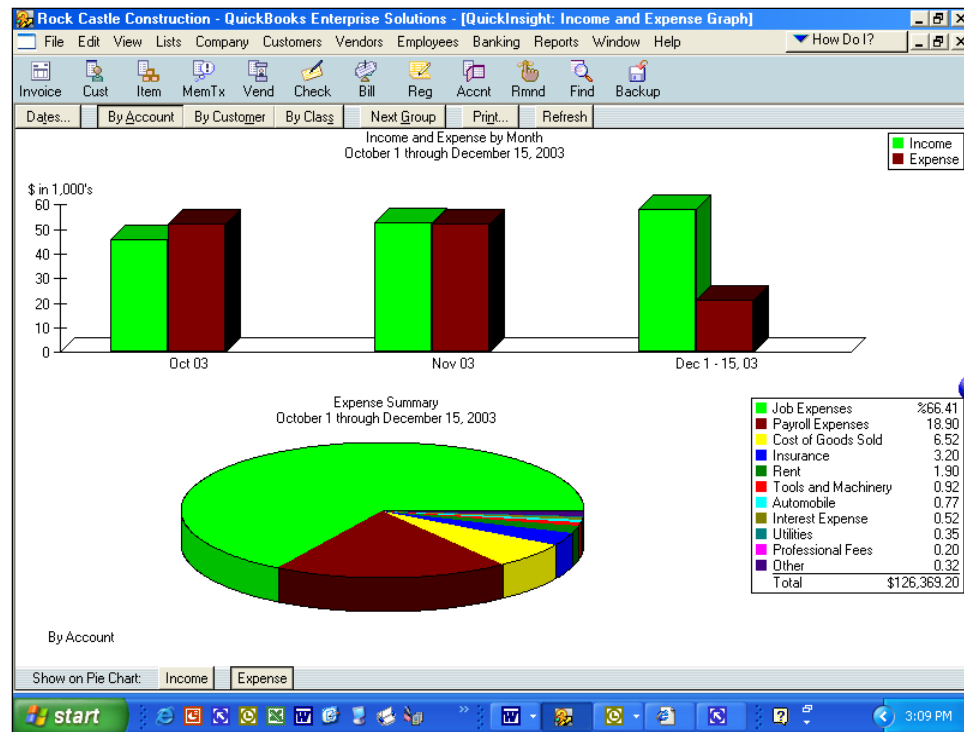 Rock Castle Construction - QuickBooks Enterprise Solutions - [QuickInsight: Income and Expense Graph]
File Edit View Lists Company Customers Vendors Employees Banking Reports Window Help How Do I?
Invoice Cust Item MemTx Vend Check Bill Reg Accnt Rmnd Find Backup
Dates... By Account By Customer By Class Next Group Print... Refresh
Income and Expense by Month
October 1 through December 15, 2003
Income
Expense
$ in 1,000's
60
50
40
30
20
10
0
Oct 03 Nov 03 Dec 1 - 15, 03
Expense Summary
October 1 through December 15, 2003
Job Expenses %66.41
Payroll Expenses 18.90
Cost of Goods Sold 6.52
Insurance 3.20
Rent 1.90
Tools and Machinery 0.92
Automobile 0.77
Interest Expense 0.52
Utilities 0.35
Professional Fees 0.20
Other 0.32
Total $126,369.20
By Account
Show on Pie Chart: Income Expense
start 3:09 PM